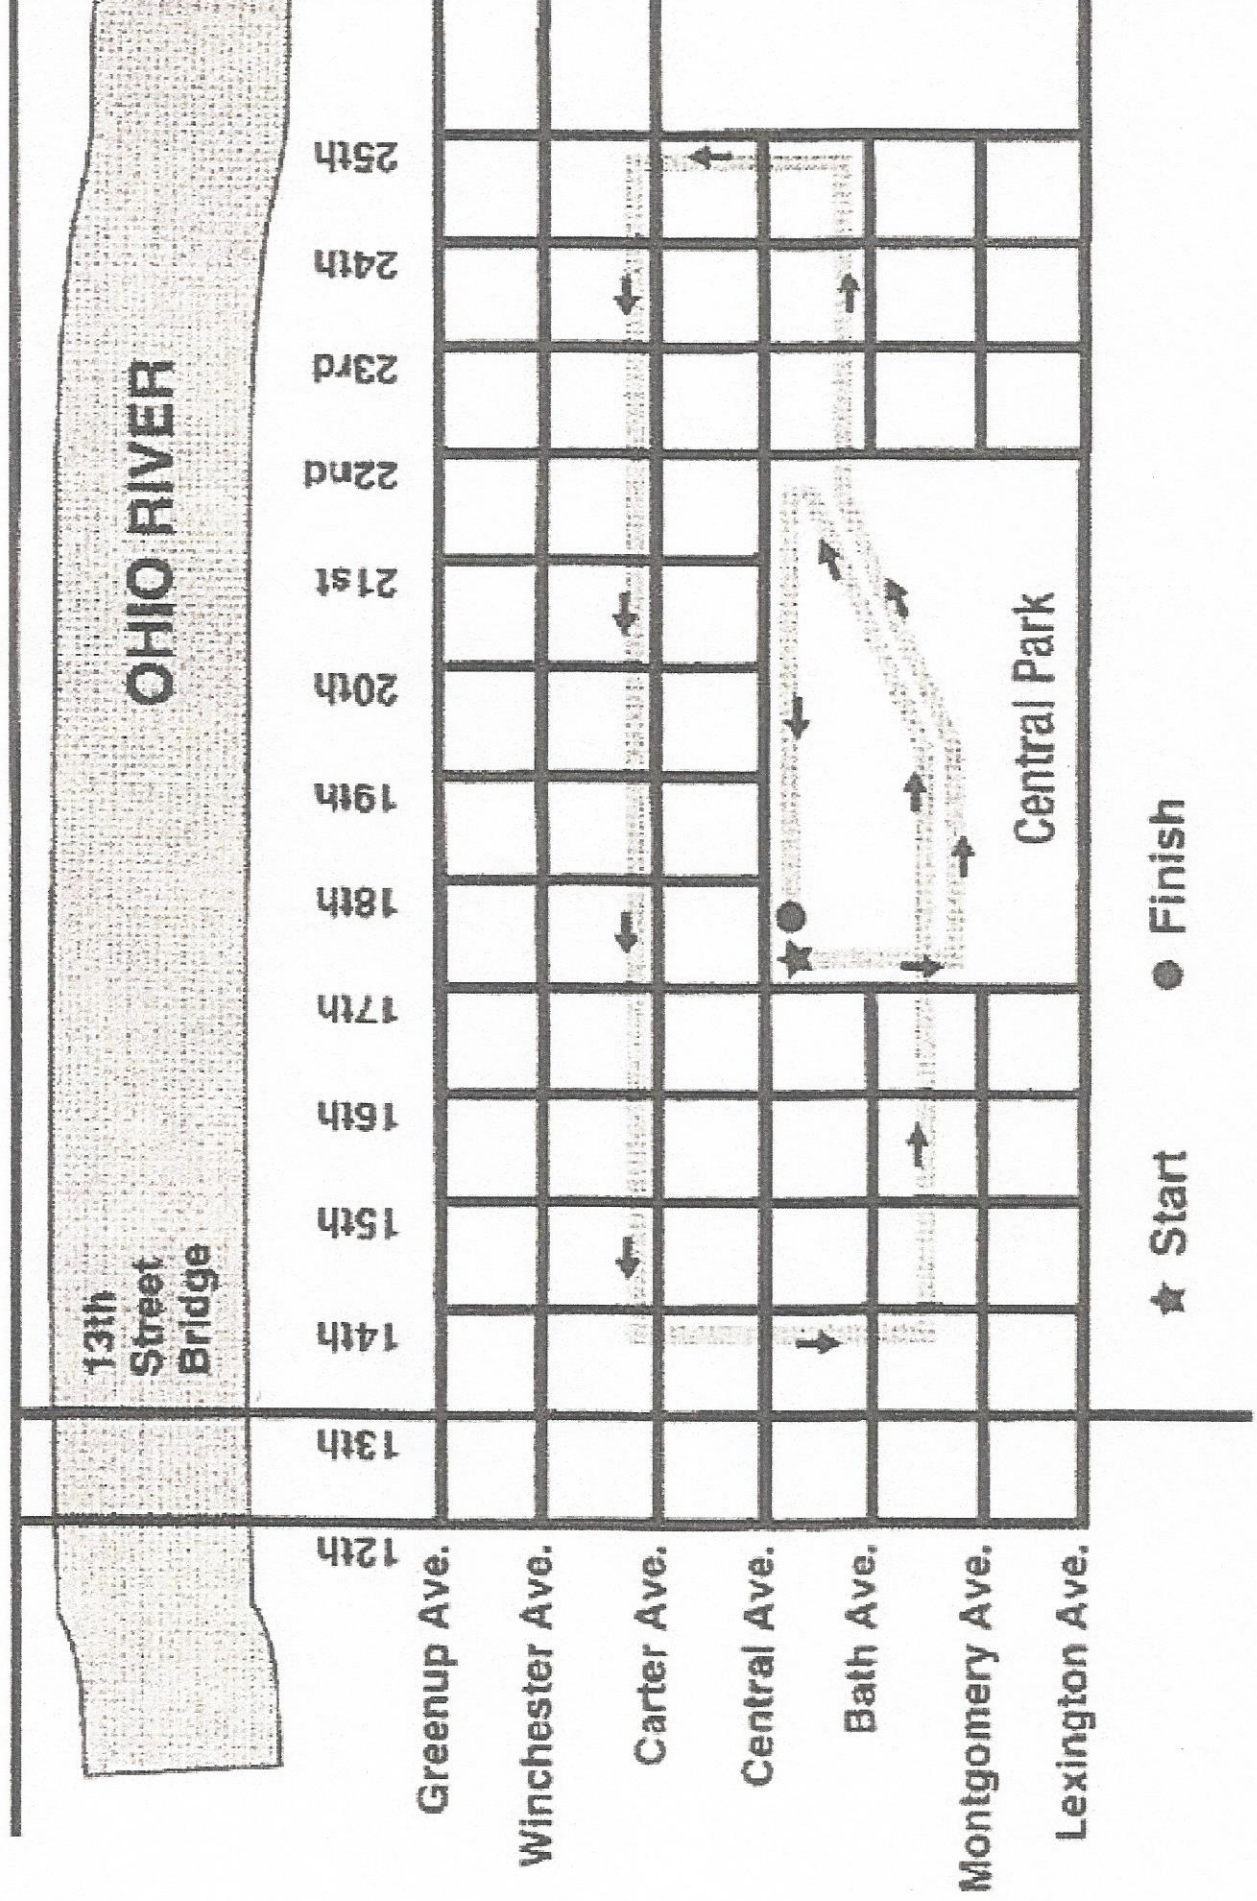 OHIO RIVER
13th
Street
Bridge
12th
13th
14th
15th
16th
17th
18th
19th
20th
21st
22nd
23rd
24th
25th
Greenup Ave.
Winchester Ave.
Carter Ave.
Central Ave.
Bath Ave.
Montgomery Ave.
Lexington Ave.
Central Park
Start
Finish